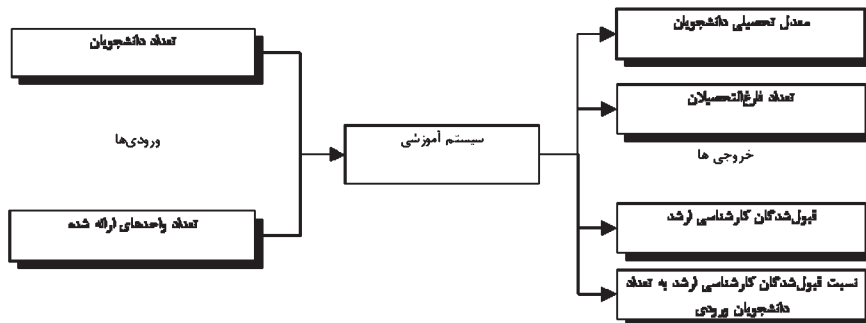 تعداد دانشجویان
ورودی‌ها
تعداد واحدهای ارائه شده
سیستم آموزشی
معدل تحصیلی دانشجویان
تعداد فارغ‌التحصیلان
خروجی ها
قبول‌شدگان کارشناسی ارشد
نسبت قبول‌شدگان کارشناسی ارشد به تعداد
دانشجویان ورودی